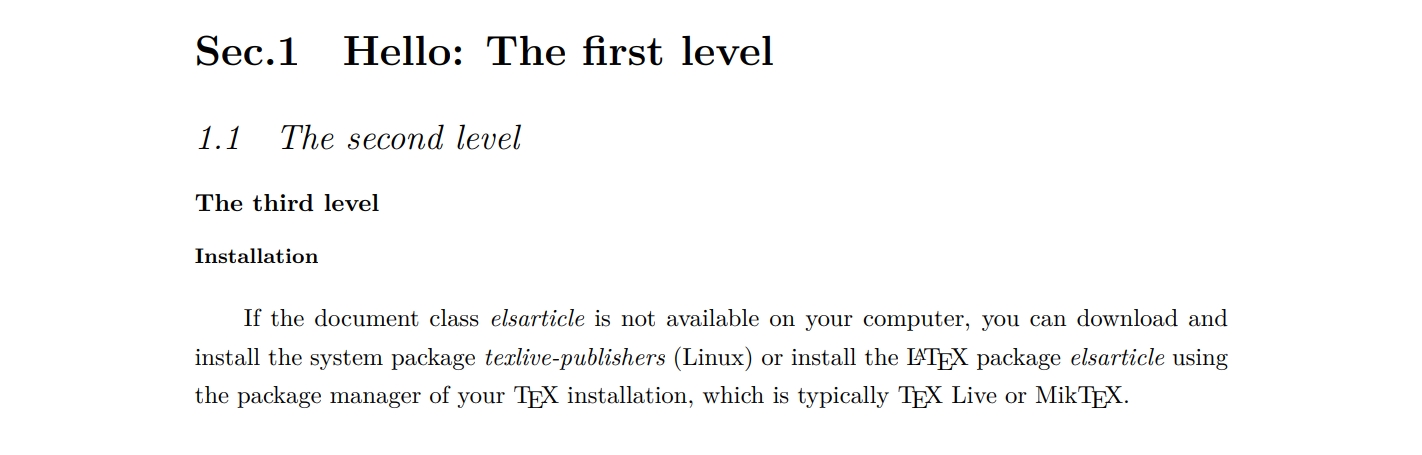 Sec.1 Hello: The first level
1.1 The second level
The third level
Installation
If the document class elsarticle is not available on your computer, you can download and
install the system package texlive-publishers (Linux) or install the LATEX package elsarticle using
the package manager of your TEX installation, which is typically TEX Live or MikTEX.